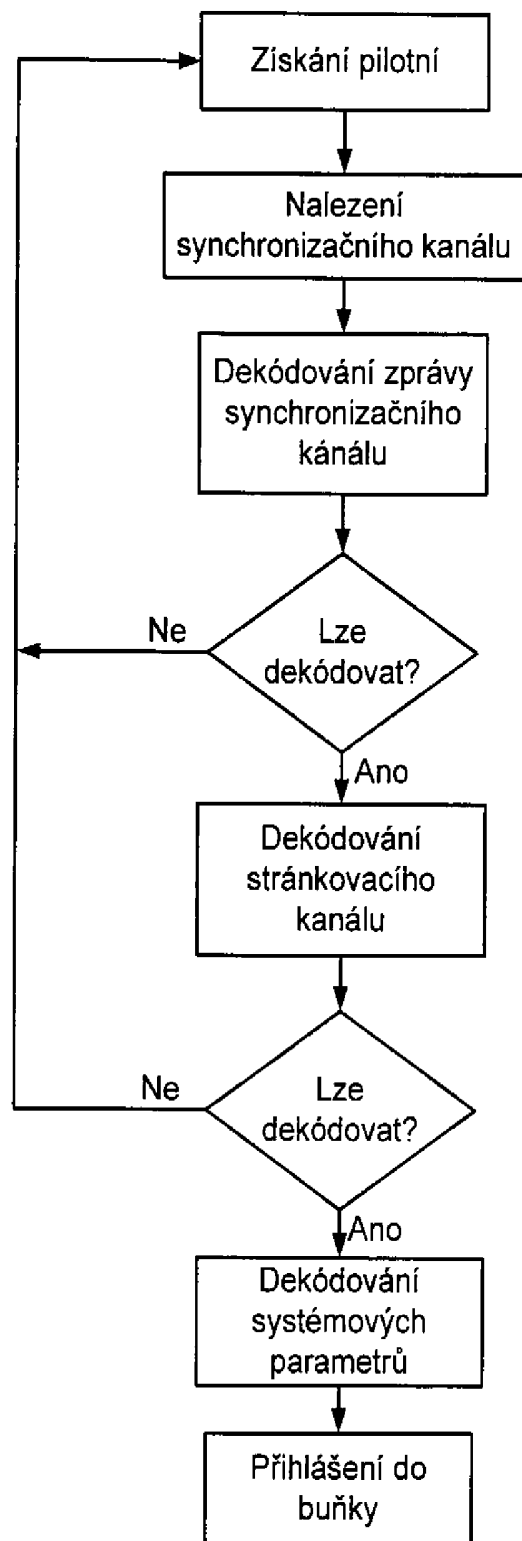 Získání pilotní
Nalezení
synchronizačního kanálu
Dekódování zprávy
synchronizačního
kánálu
Ne
Lze
dekódovat?
Ano
Dekódování
stránkovacího
kanálu
Ne
Lze
dekódovat?
Ano
Dekódování
systémových
parametrů
Přihlášení do
buňky